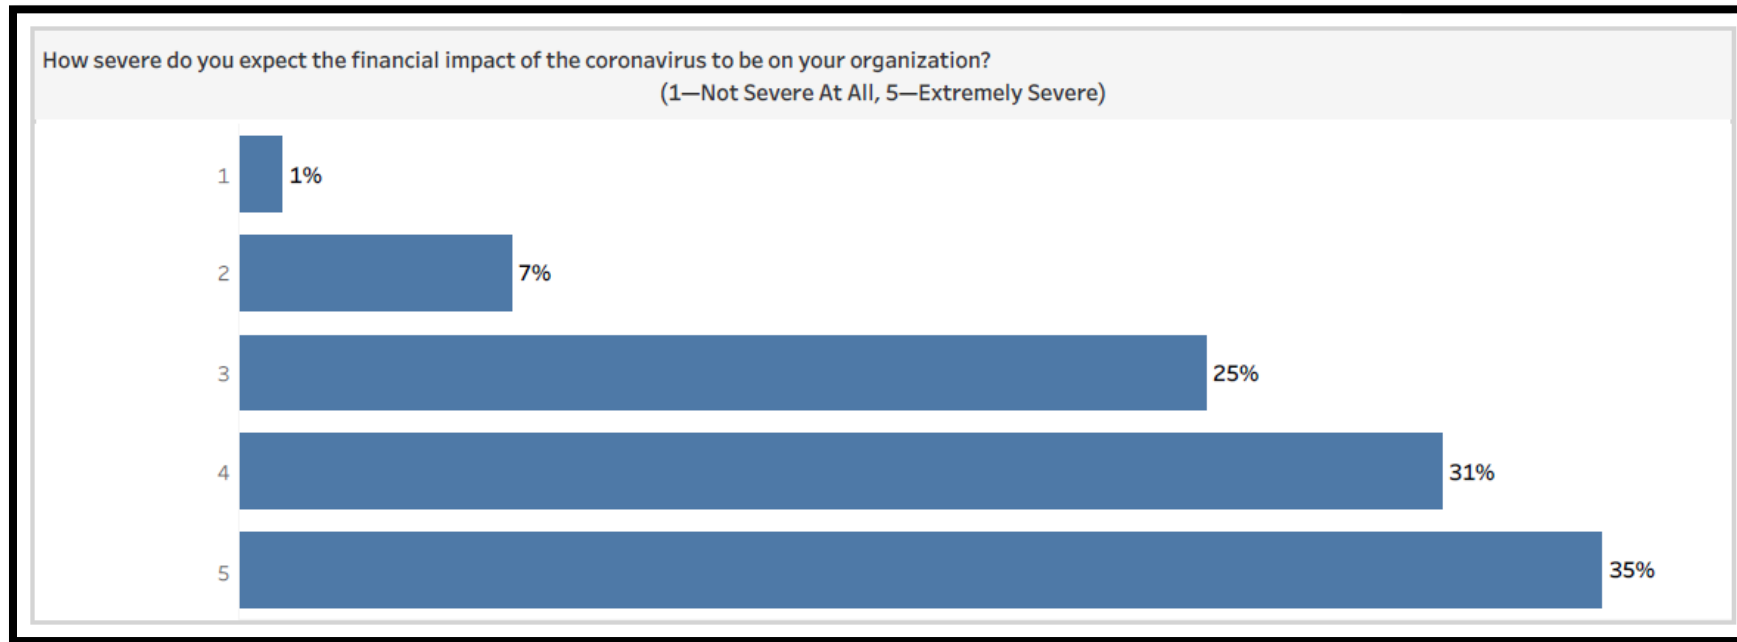 How severe do you expect the financial impact of the coronavirus to be on your organization?
(1—Not Severe At All, 5—Extremely Severe)
1 1%
2 7%
3 25%
4 31%
5 35%